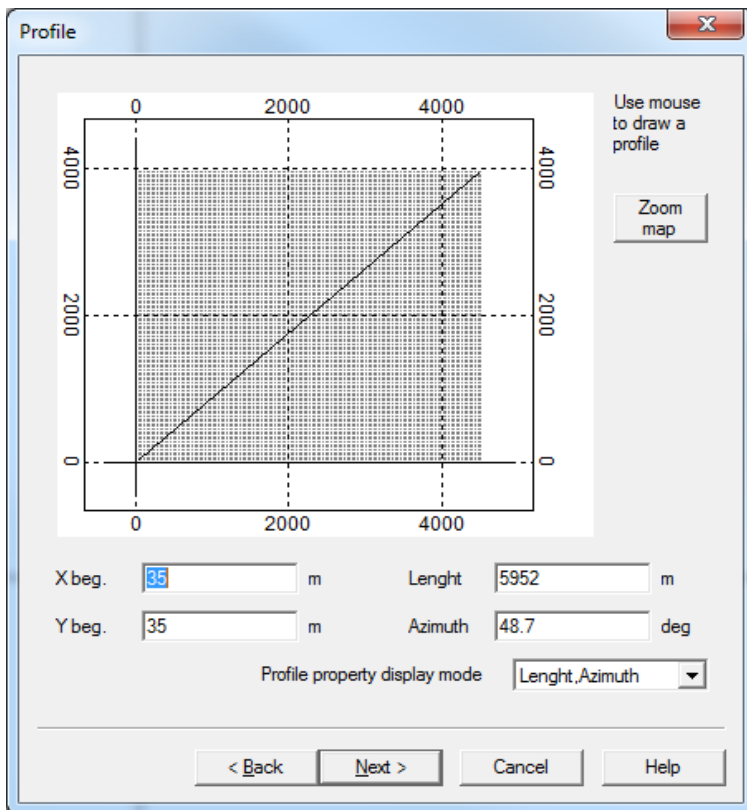 Profile
X
0 2000 4000
Use mouse
to draw a
profile
4000 4000
Zoom
map
2000 2000
0 0
0 2000 4000
X beg. 35 m Lenght 5952 m
Y beg. 35 m Azimuth 48.7 deg
Profile property display mode Lenght,Azimuth
< Back Next > Cancel Help